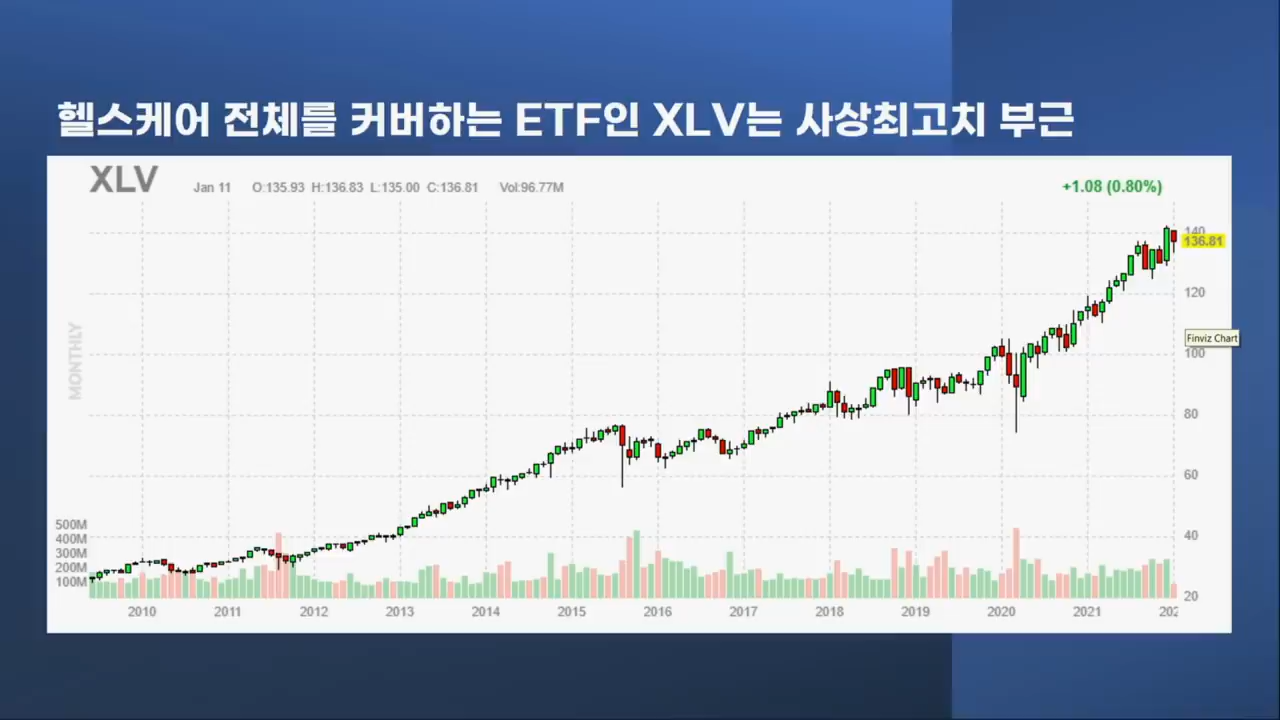 헬스케어 전체를 커버하는 ETF인 XLV는 사상최고치 부근
XLV Jan 11 O:135.93 H:136.83 L:135.00 C:136.81 Vol:96.77M +1.08 (0.80%)
140
136.81
120
Finviz Chart
100
MONTHLY
80
60
500M
400M
40
300M
200M
100M
20
2010 2011 2012 2013 2014 2015 2016 2017 2018 2019 2020 2021 202